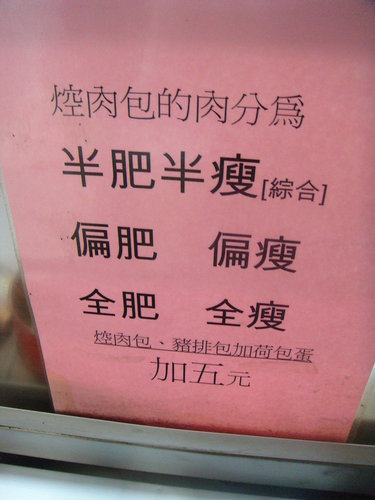 焢肉包的肉分為
半肥半瘦[綜合]
偏肥 偏瘦
全肥 全瘦
焢肉包、豬排包加荷包蛋
加五元